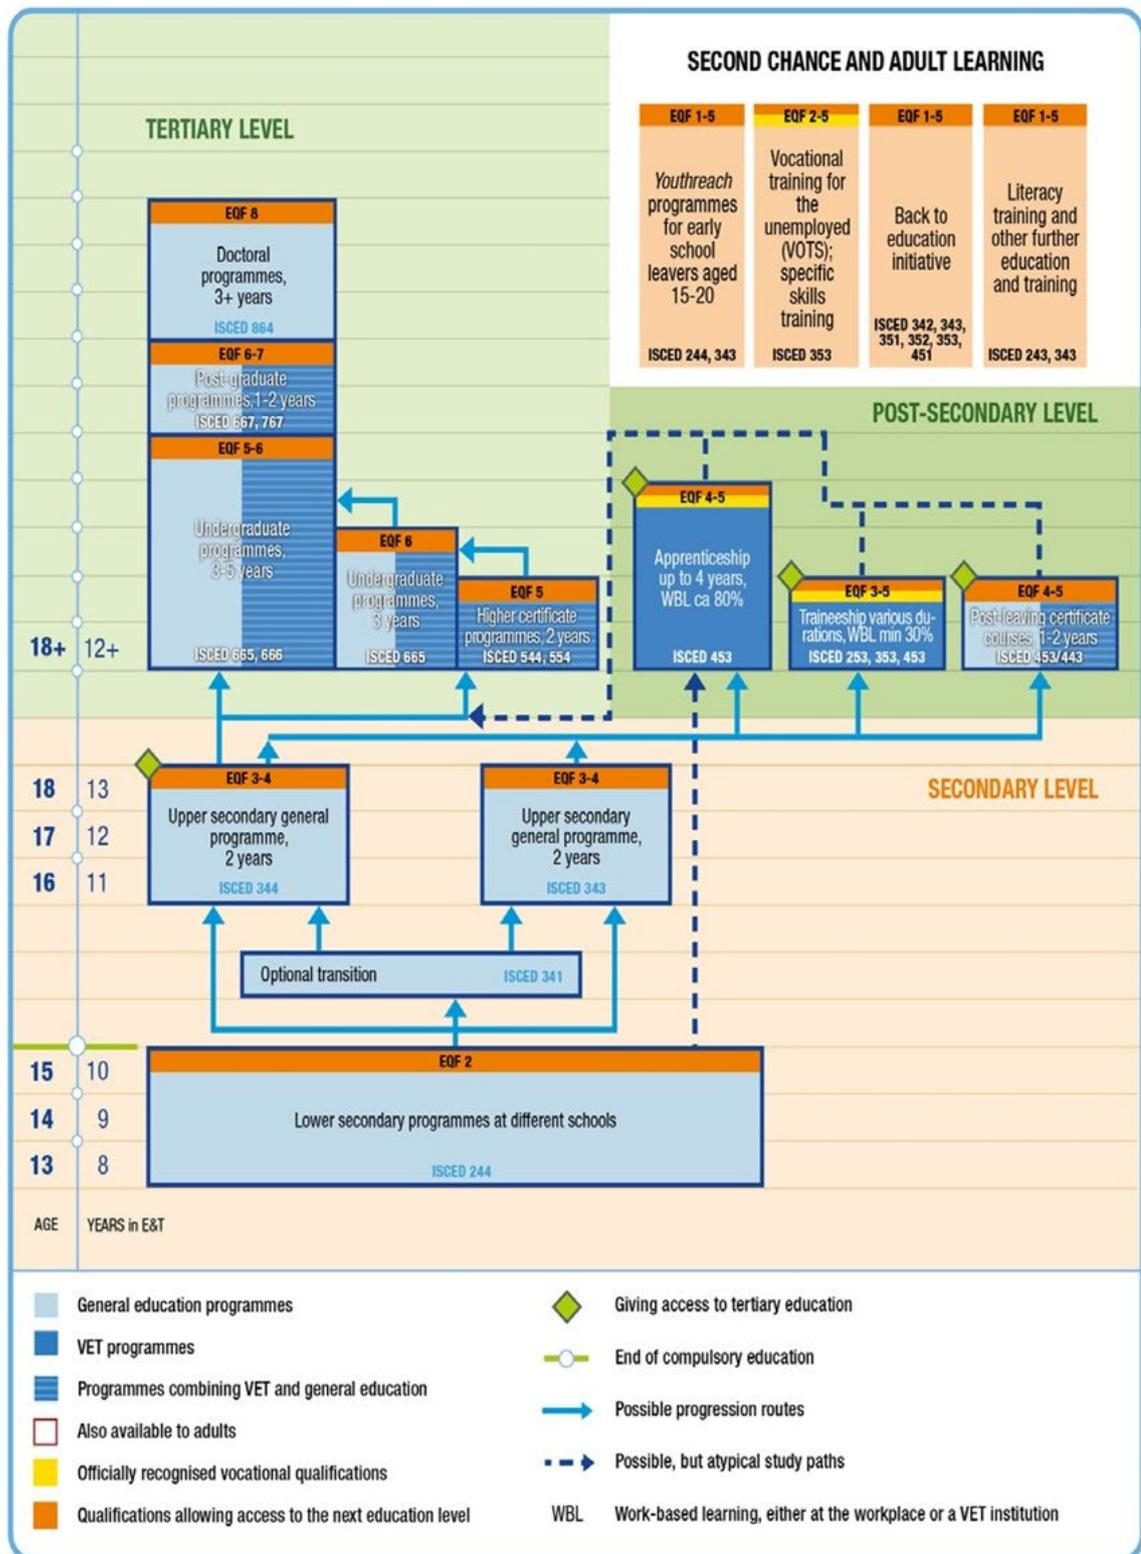 SECOND CHANCE AND ADULT LEARNING
EQF 1-5
Youthreach
programmes
for early
school
leavers aged
15-20
ISCED 244, 343
EQF 2-5
Vocational
training for
the
unemployed
(VOTS);
specific
skills
training
ISCED 353
EQF 1-5
Back to
education
initiative
ISCED 342, 343,
351, 352, 353,
451
EQF 1-5
Literacy
training and
other further
education
and training
ISCED 243, 343
TERTIARY LEVEL
EQF 8
Doctoral
programmes,
3+ years
ISCED 864
EQF 6-7
Post-graduate
programmes,1-2 years
ISCED 667, 767
EQF 5-6
Undergraduate
programmes,
3-5 years
ISCED 665, 666
EQF 6
Undergraduate
programmes,
3 years
ISCED 665
EQF 5
Higher certificate
programmes, 2 years
ISCED 544, 554
POST-SECONDARY LEVEL
EQF 4-5
Apprenticeship
up to 4 years,
WBL ca 80%
ISCED 453
EQF 3-5
Traineeship various du-
rations,WBL min 30%
ISCED 253, 353, 453
EQF 4-5
Post-leaving certificate
courses, 1-2 years
ISCED 453/443
18+ 12+
SECONDARY LEVEL
18 13
17 12
16 11
EQF 3-4
Upper secondary general
programme,
2 years
ISCED 344
EQF 3-4
Upper secondary
general programme,
2 years
ISCED 343
Optional transition ISCED 341
15 10
14 9
13 8
EQF 2
Lower secondary programmes at different schools
ISCED 244
AGE YEARS in E&T
General education programmes
VET programmes
Programmes combining VET and general education
Also available to adults
Officially recognised vocational qualifications
Qualifications allowing access to the next education level
Giving access to tertiary education
End of compulsory education
Possible progression routes
Possible, but atypical study paths
WBL Work-based learning, either at the workplace or a VET institution